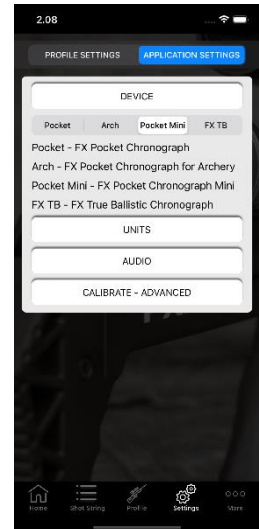 2.08
PROFILE SETTINGS APPLICATION SETTINGS
DEVICE
Pocket Arch Pocket Mini FX TB
Pocket - FX Pocket Chronograph
Arch - FX Pocket Chronograph for Archery
Pocket Mini - FX Pocket Chronograph Mini
FX TB - FX True Ballistic Chronograph
UNITS
AUDIO
CALIBRATE - ADVANCED
Home Shot String Profile Settings More